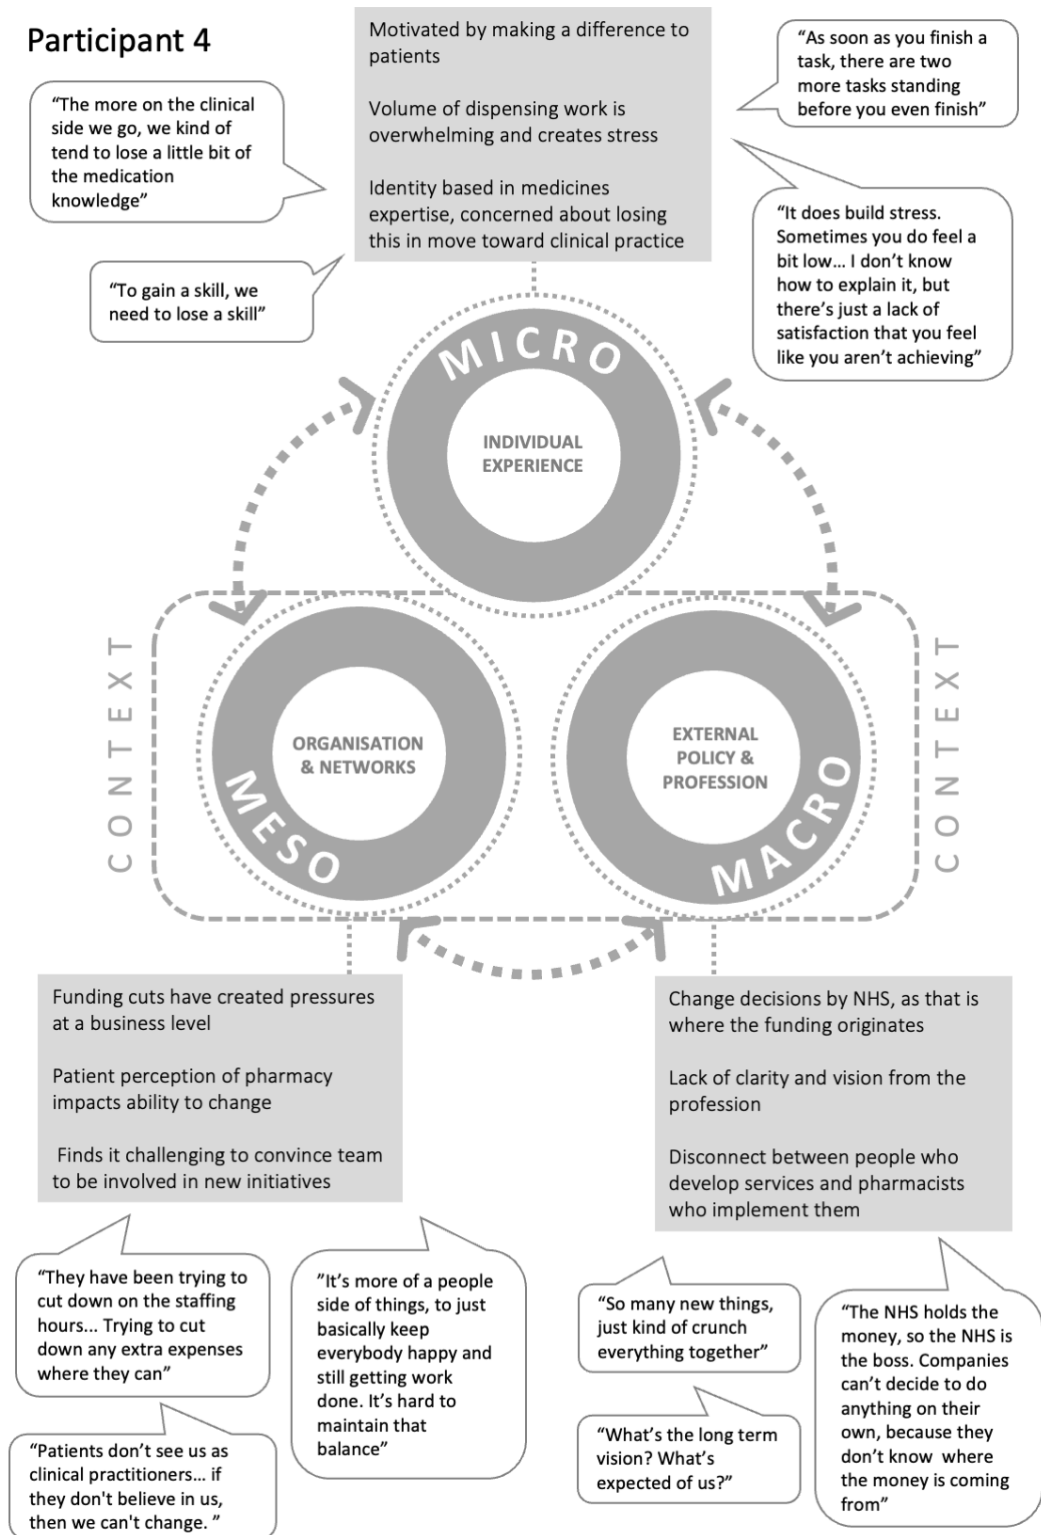 Participant 4
Motivated by making a difference to
patients
Volume of dispensing work is
overwhelming and creates stress
Identity based in medicines
expertise, concerned about losing
this in move toward clinical practice
“The more on the clinical
side we go, we kind of
tend to lose a little bit of
the medication
knowledge”
“To gain a skill, we
need to lose a skill”
“As soon as you finish a
task, there are two
more tasks standing
before you even finish”
“It does build stress.
Sometimes you do feel a
bit low... I don’t know
how to explain it, but
there’s just a lack of
satisfaction that you feel
like you aren’t achieving”
MICRO
INDIVIDUAL
EXPERIENCE
CONTEXT
ORGANISATION
& NETWORKS
MESO
EXTERNAL
POLICY &
PROFESSION
MACRO
CONTEXT
Funding cuts have created pressures
at a business level
Patient perception of pharmacy
impacts ability to change
Finds it challenging to convince team
to be involved in new initiatives
“They have been trying to
cut down on the staffing
hours... Trying to cut
down any extra expenses
where they can”
“Patients don’t see us as
clinical practitioners... if
they don't believe in us,
then we can't change. ”
”It’s more of a people
side of things, to just
basically keep
everybody happy and
still getting work
done. It’s hard to
maintain that
balance”
Change decisions by NHS, as that is
where the funding originates
Lack of clarity and vision from the
profession
Disconnect between people who
develop services and pharmacists
who implement them
“So many new things,
just kind of crunch
everything together”
“What’s the long term
vision? What’s
expected of us?”
“The NHS holds the
money, so the NHS is
the boss. Companies
can’t decide to do
anything on their
own, because they
don’t know where
the money is coming
from”